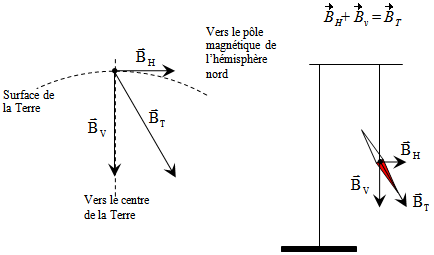 Vers le pôle
magnétique de
l'hémisphère
nord
B⃗H + B⃗v = B⃗T
B⃗H
Surface de
la Terre
B⃗T
B⃗V
Vers le centre
de la Terre
B⃗H
B⃗V
B⃗T